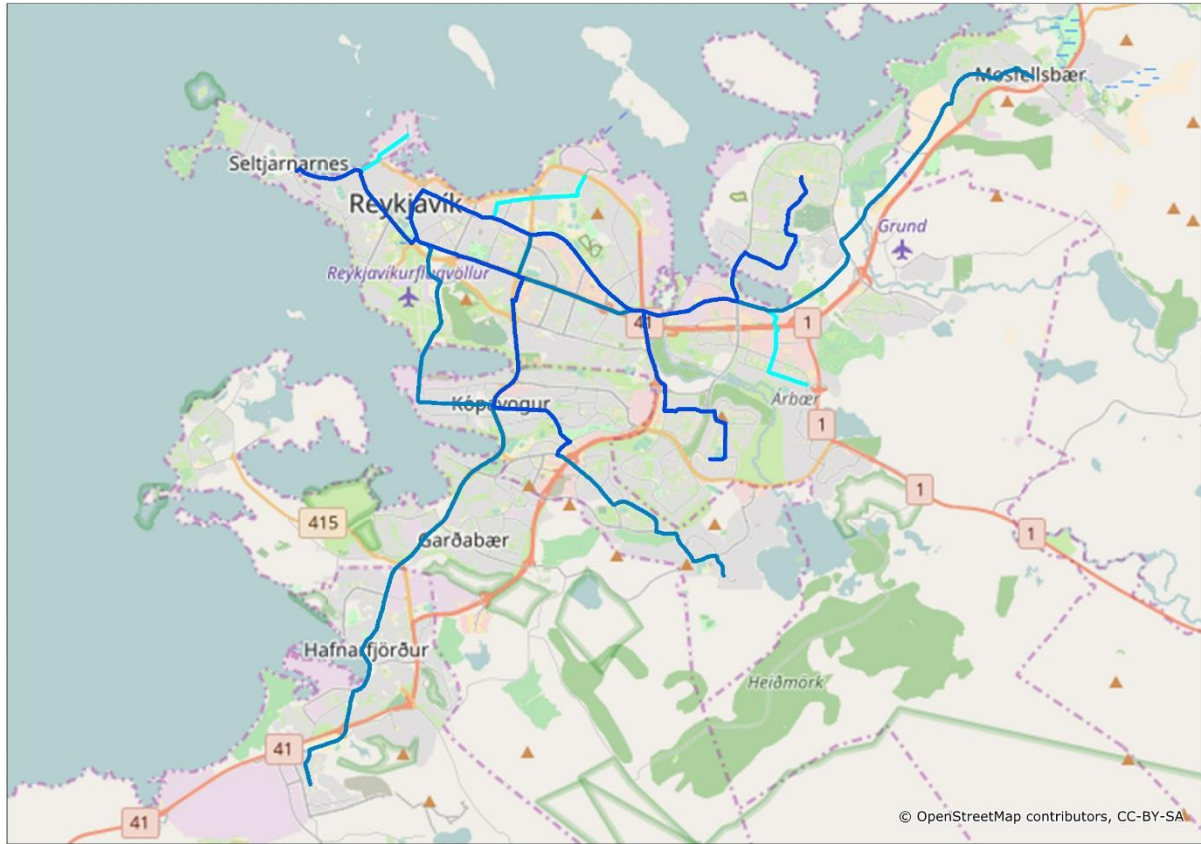 Mosfellsbær
Seltjarnarnes
Reykjavík
Grund
Reykjavíkurflugvöllur
41
1
Árbær
Kópavogur
1
1
415
1
Garðabær
Hafnarfjörður
Heiðmörk
41
41
© OpenStreetMap contributors, CC-BY-SA